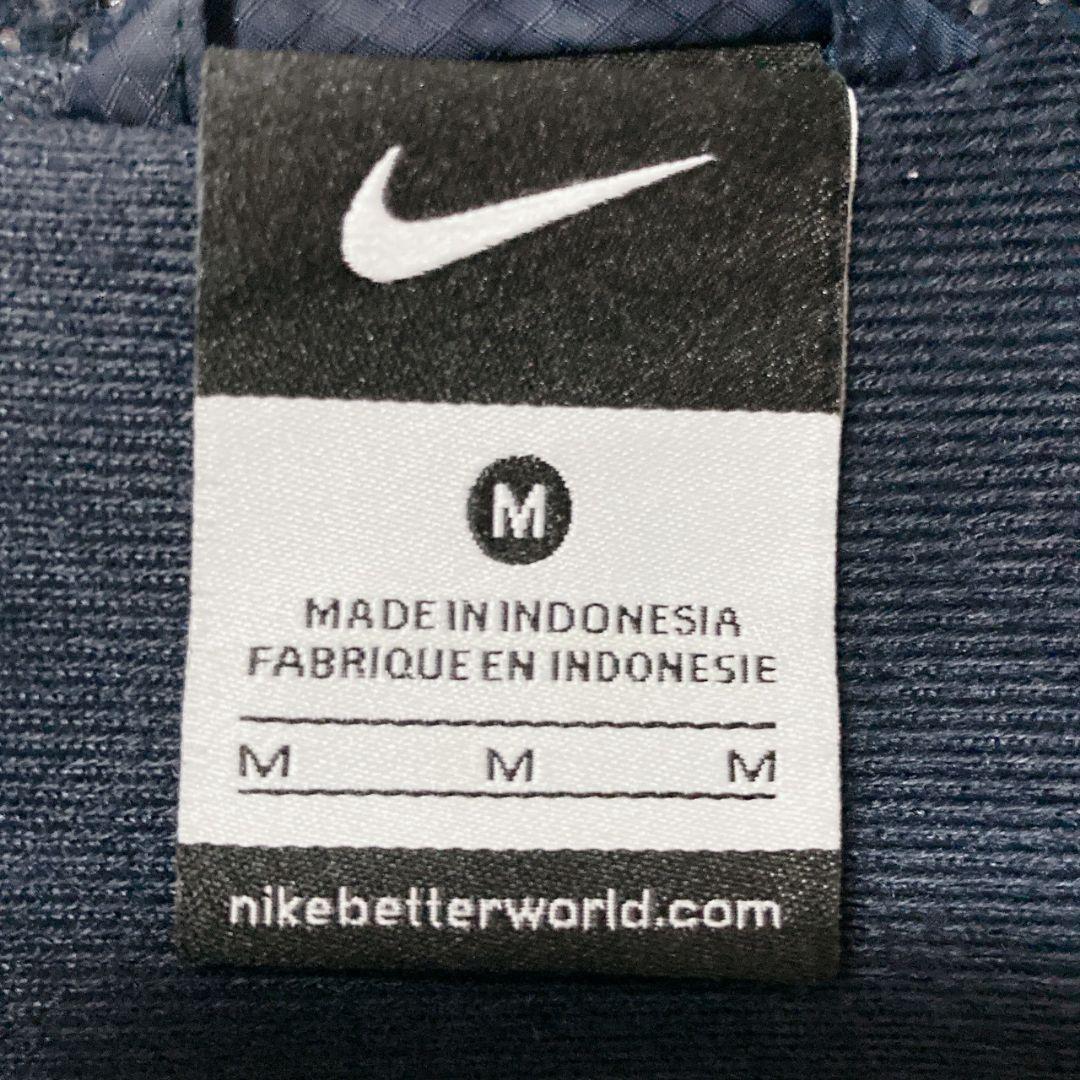 M
MADE IN INDONESIA
FABRIQUE EN INDONESIE
M M M
nikebetterworld.com